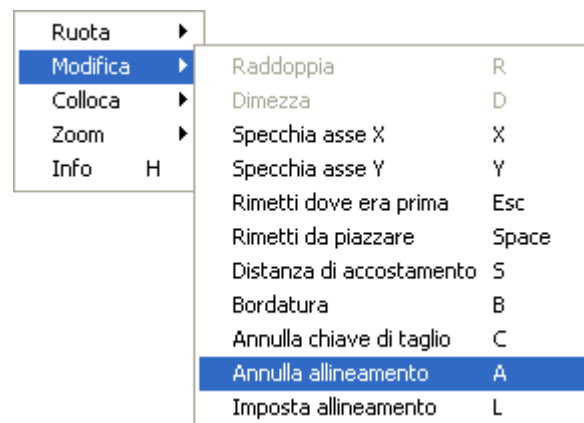 Ruota
Modifica
Colloca
Zoom
Info H
Raddoppia R
Dimezza D
Specchia asse X X
Specchia asse Y Y
Rimetti dove era prima Esc
Rimetti da piazzare Space
Distanza di accostamento S
Bordatura B
Annulla chiave di taglio C
Annulla allineamento A
Imposta allineamento L